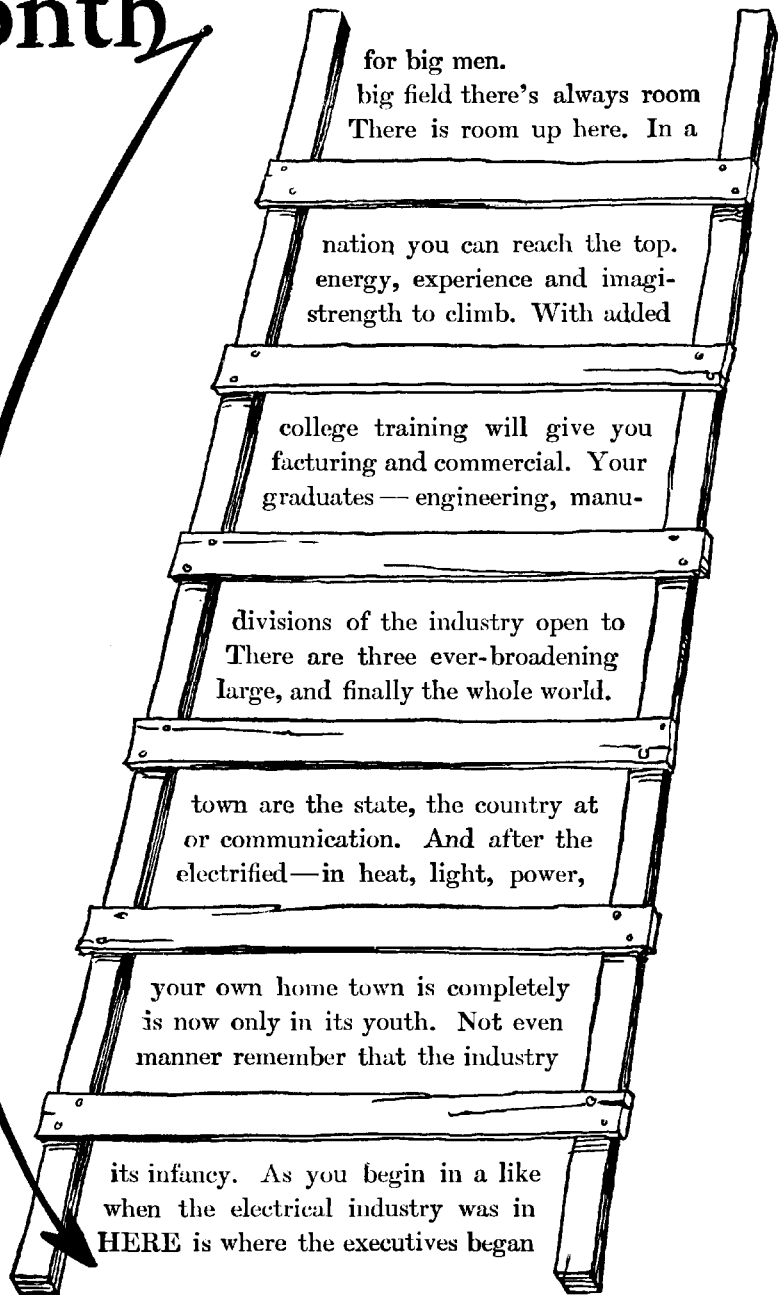 onth
HERE is where the executives began
when the electrical industry was in
its infancy. As you begin in a like
manner remember that the industry
is now only in its youth. Not even
your own home town is completely
electrified—in heat, light, power,
or communication. And after the
town are the state, the country at
large, and finally the whole world.
There are three ever-broadening
divisions of the industry open to
graduates — engineering, manu-
facturing and commercial. Your
college training will give you
strength to climb. With added
energy, experience and imagi-
nation you can reach the top.
There is room up here. In a
big field there's always room
for big men.